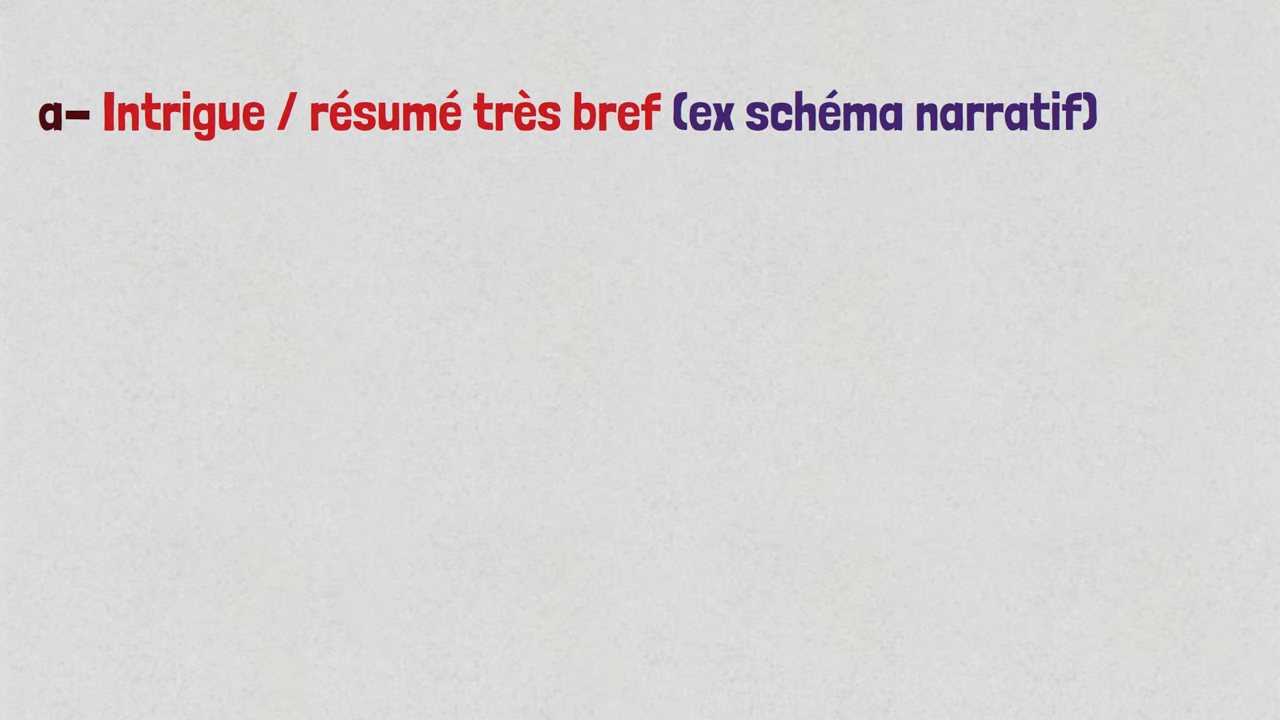 a- Intrigue / résumé très bref (ex schéma narratif)